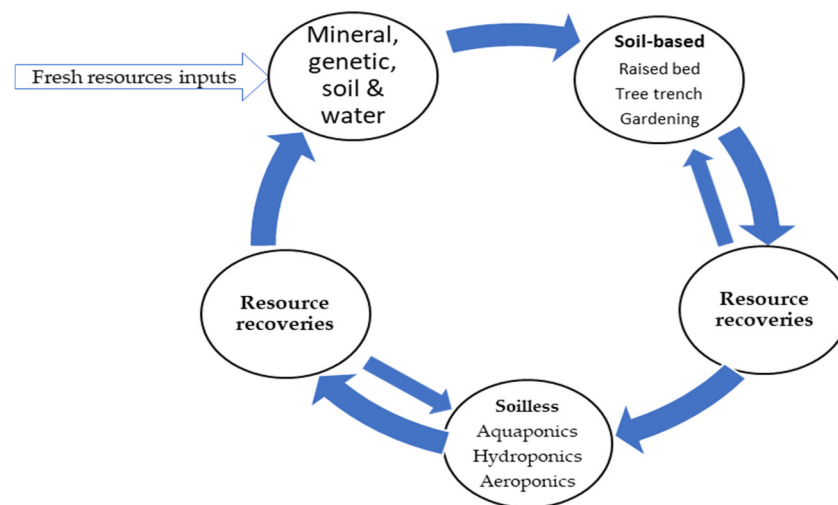 Fresh resources inputs
Mineral,
genetic,
soil &
water
Soil-based
Raised bed
Tree trench
Gardening
Resource
recoveries
Soilless
Aquaponics
Hydroponics
Aeroponics
Resource
recoveries